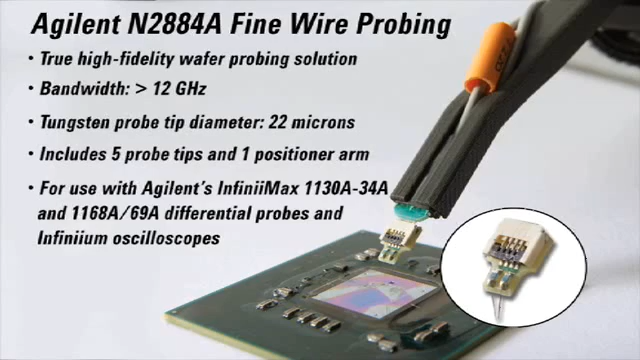 Agilent N2884A Fine Wire Probing
• True high-fidelity wafer probing solution
• Bandwidth: > 12 GHz
• Tungsten probe tip diameter: 22 microns
• Includes 5 probe tips and 1 positioner arm
• For use with Agilent's InfiniiMax 1130A-34A
and 1168A/69A differential probes and
Infiniium oscilloscopes